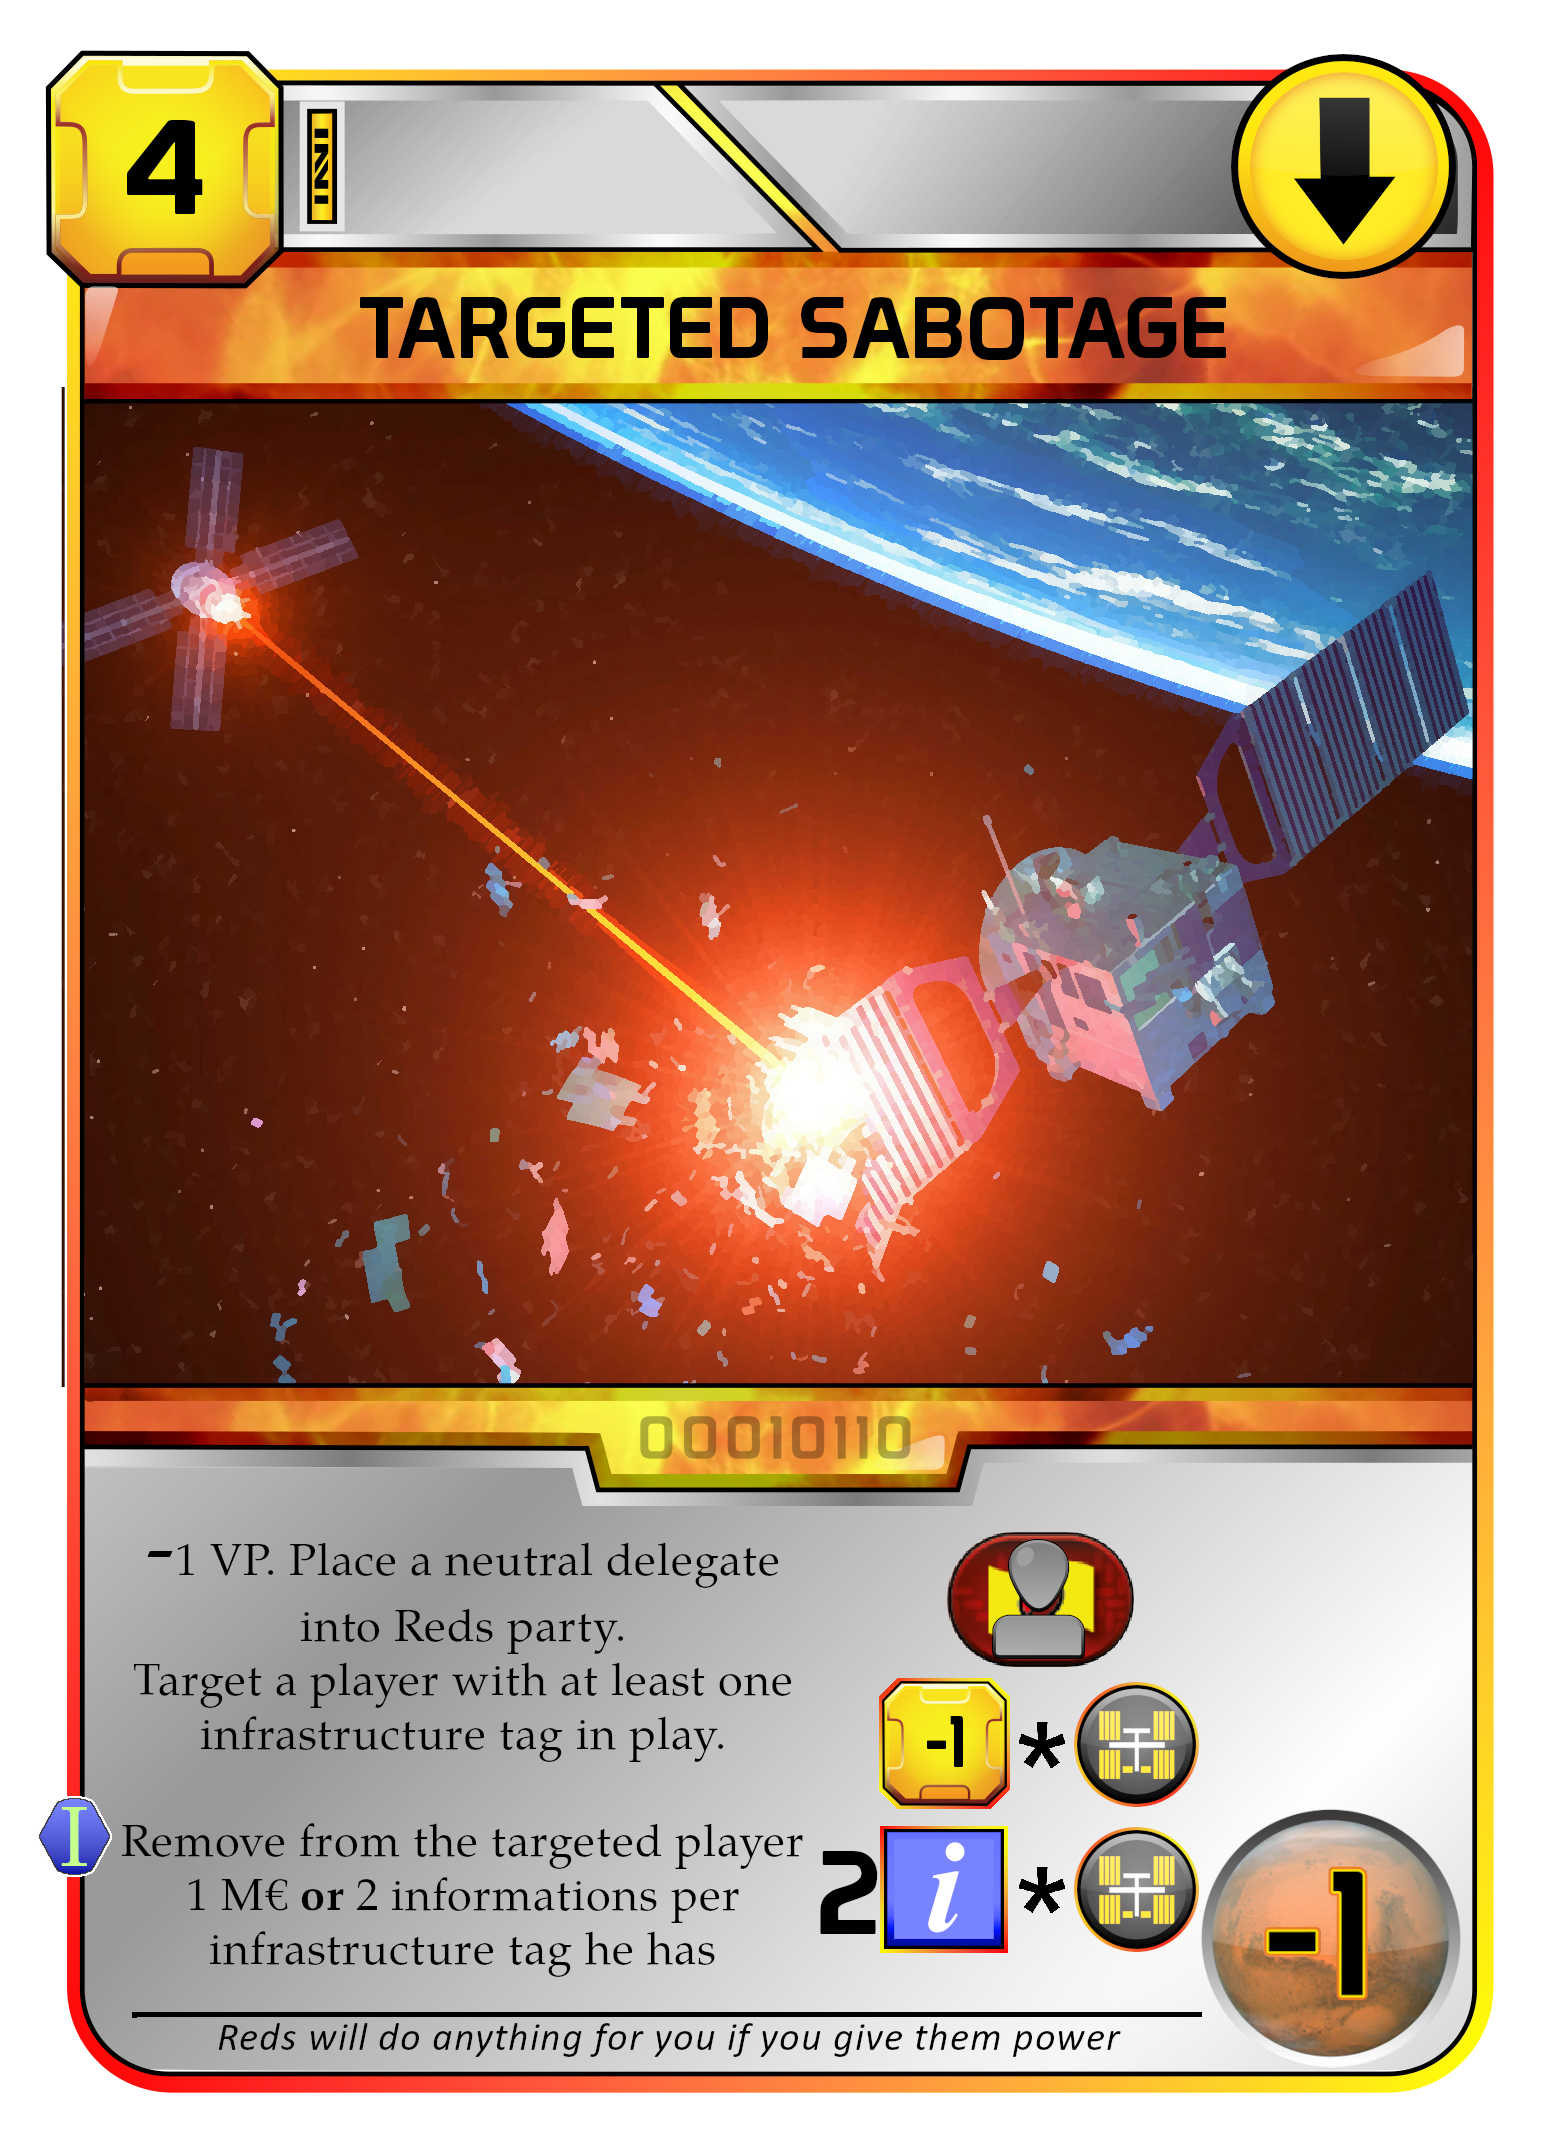 4
INI
TARGETED SABOTAGE
00010110
-1 VP. Place a neutral delegate
into Reds party.
Target a player with at least one
infrastructure tag in play.
-1 *
I
Remove from the targeted player
1 M€ or 2 informations per
infrastructure tag he has
2 i *
-1
Reds will do anything for you if you give them power